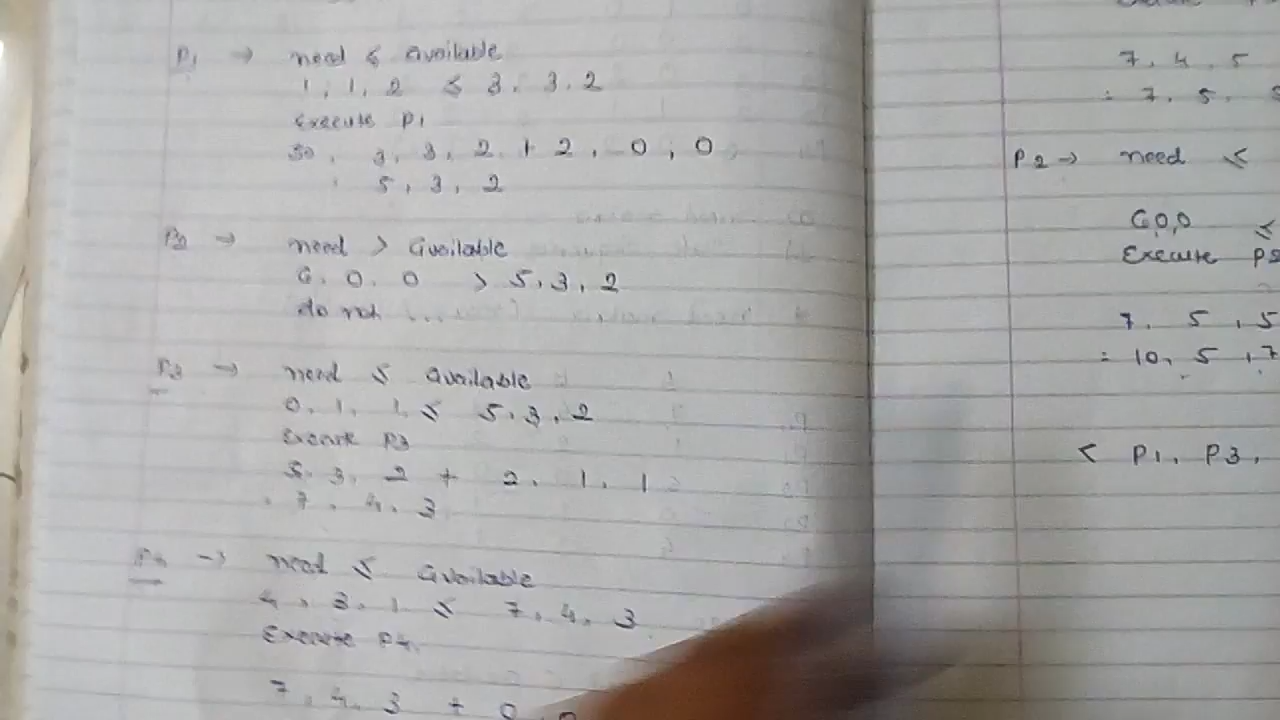 P1 → need ≤ available
1, 1, 2 ≤ 3, 3, 2
Execute P1
So, 3, 3, 2 + 2, 0, 0
5, 3, 2
P2 → need > available
6, 0, 0 > 5, 3, 2
do not
P3 → need ≤ available
0, 1, 1 ≤ 5, 3, 2
Execute P3
5, 3, 2 + 2, 1, 1
7, 4, 3
P4 → need ≤ available
4, 3, 1 ≤ 7, 4, 3
Execute P4
7, 4, 3 + 0, 0
7, 4, 5
: 7, 5,
P2 → need ≤
6,0,0 ≤
Execute P2
7, 5, 5
= 10, 5, 7
< P1, P3,